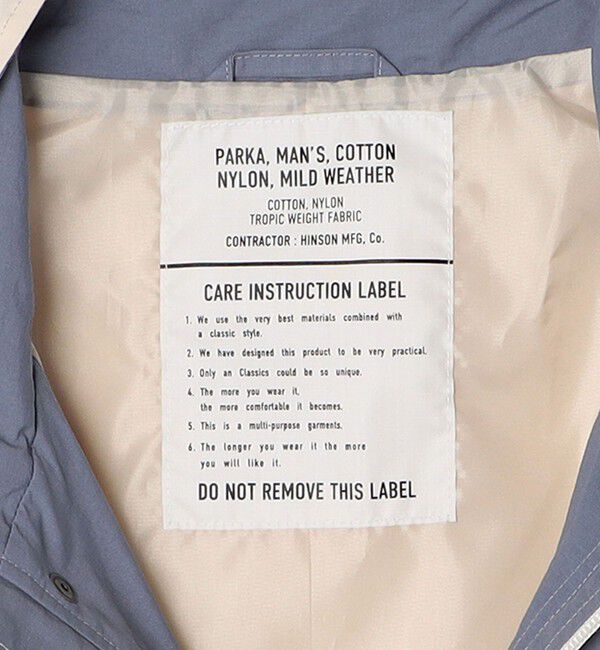 PARKA, MAN'S, COTTON
NYLON, MILD WEATHER
COTTON, NYLON
TROPIC WEIGHT FABRIC
CONTRACTOR : HINSON MFG, Co.
CARE INSTRUCTION LABEL
1. We use the very best materials combined with
a classic style.
2. We have designed this product to be very practical.
3. Only an Classics could be so unique.
4. The more you wear it,
the more comfortable it becomes.
5. This is a multi-purpose garments.
6. The longer you wear it the more
you will like it.
DO NOT REMOVE THIS LABEL